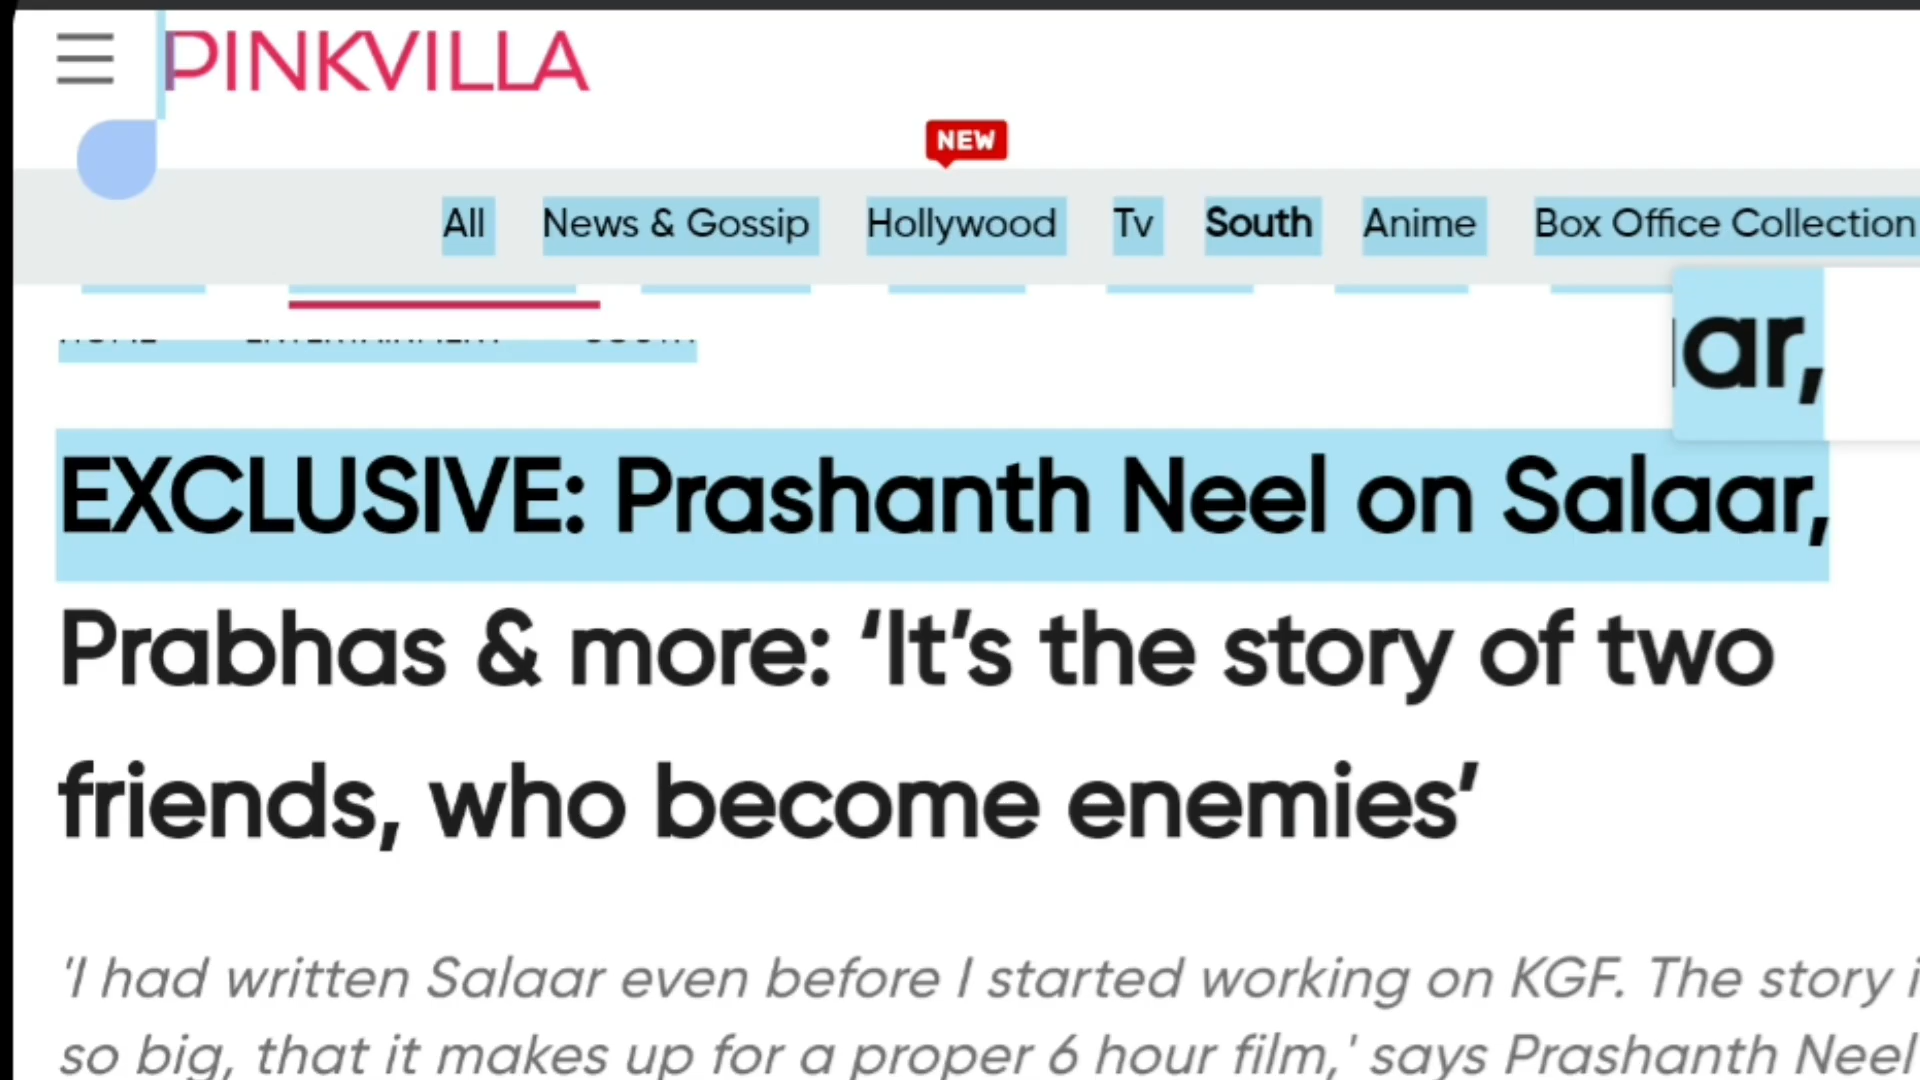 PINKVILLA
NEW
All News & Gossip Hollywood Tv South Anime Box Office Collection
ar,
EXCLUSIVE: Prashanth Neel on Salaar,
Prabhas & more: ‘It’s the story of two
friends, who become enemies’
'I had written Salaar even before I started working on KGF. The story
so big, that it makes up for a proper 6 hour film,' says Prashanth Neel